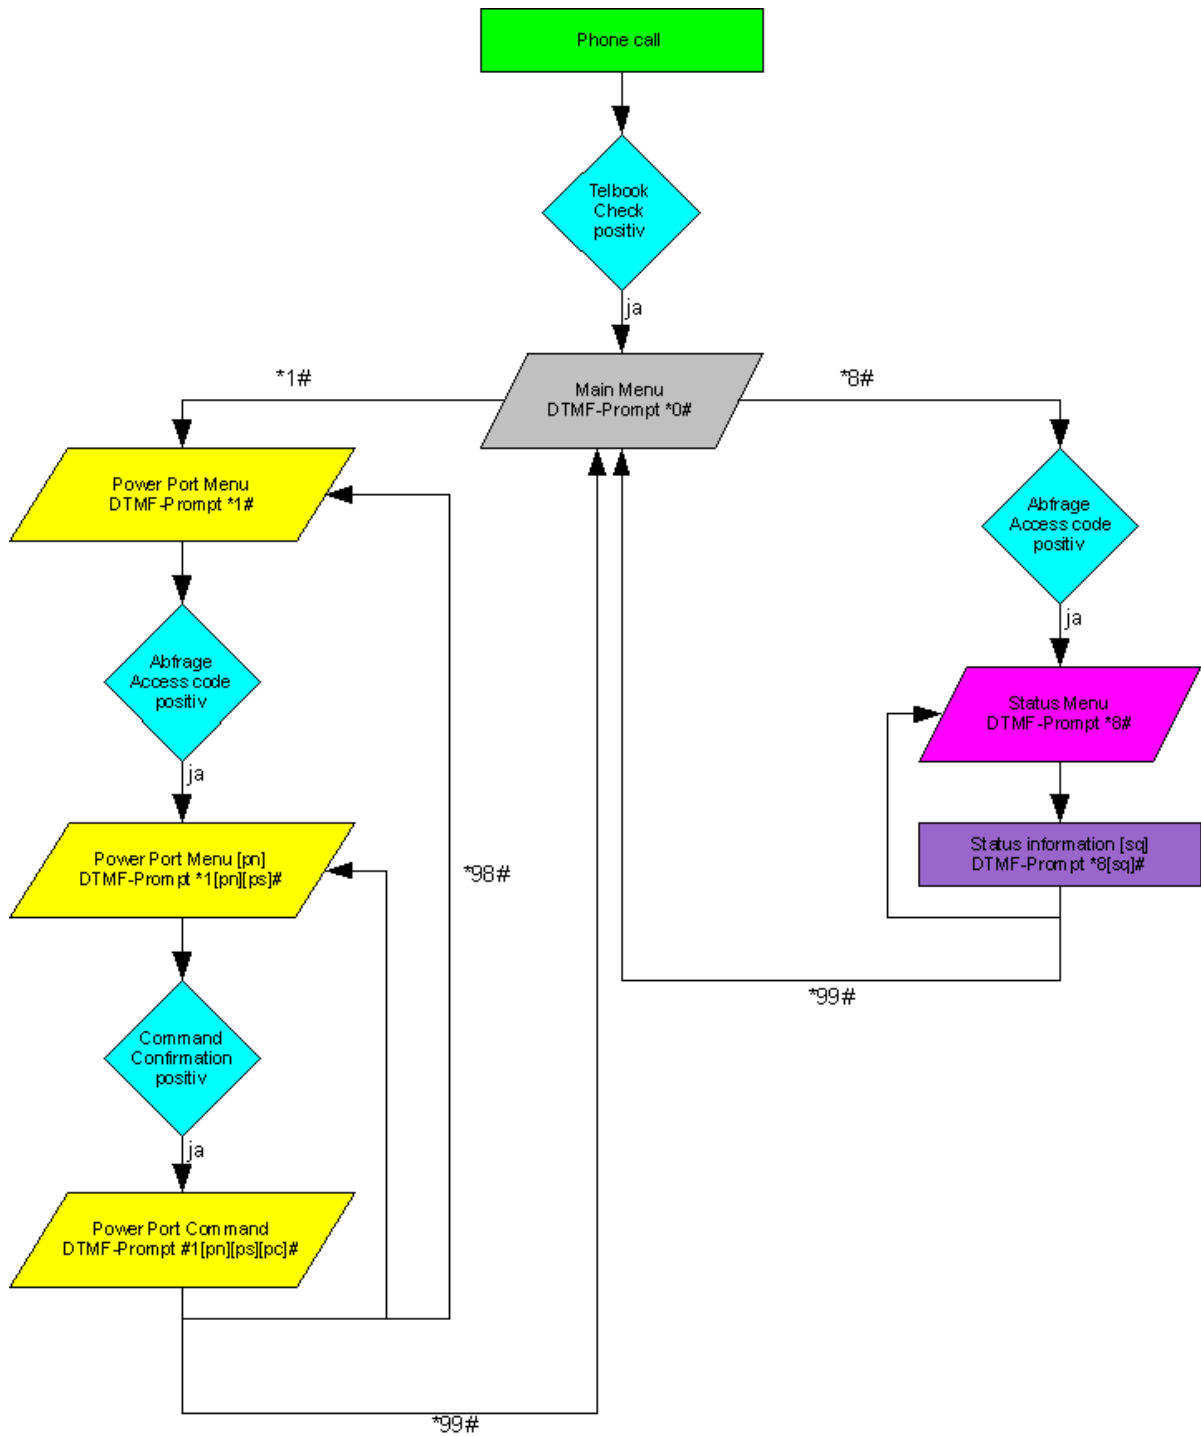 Phone call
Telbook
Check
positiv
ja
Main Menu
DTMF-Prompt *0#
*1#
*8#
Power Port Menu
DTMF-Prompt *1#
Abfrage
Access code
positiv
ja
Power Port Menu [pn]
DTMF-Prompt *1[pn][ps]#
Command
Confirmation
positiv
ja
Power Port Command
DTMF-Prompt #1[pn][ps][pc]#
*98#
*99#
Abfrage
Access code
positiv
ja
Status Menu
DTMF-Prompt *8#
Status information [sq]
DTMF-Prompt *8[sq]#
*99#